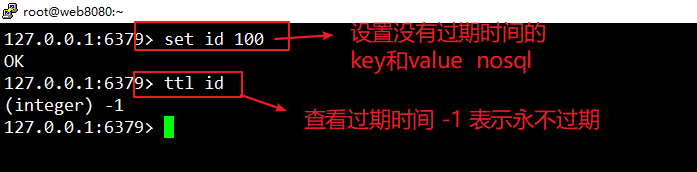 root@web8080:~
127.0.0.1:6379> set id 100
设置没有过期时间的
key和value nosql
OK
127.0.0.1:6379> ttl id
(integer) -1
查看过期时间 -1 表示永不过期
127.0.0.1:6379>